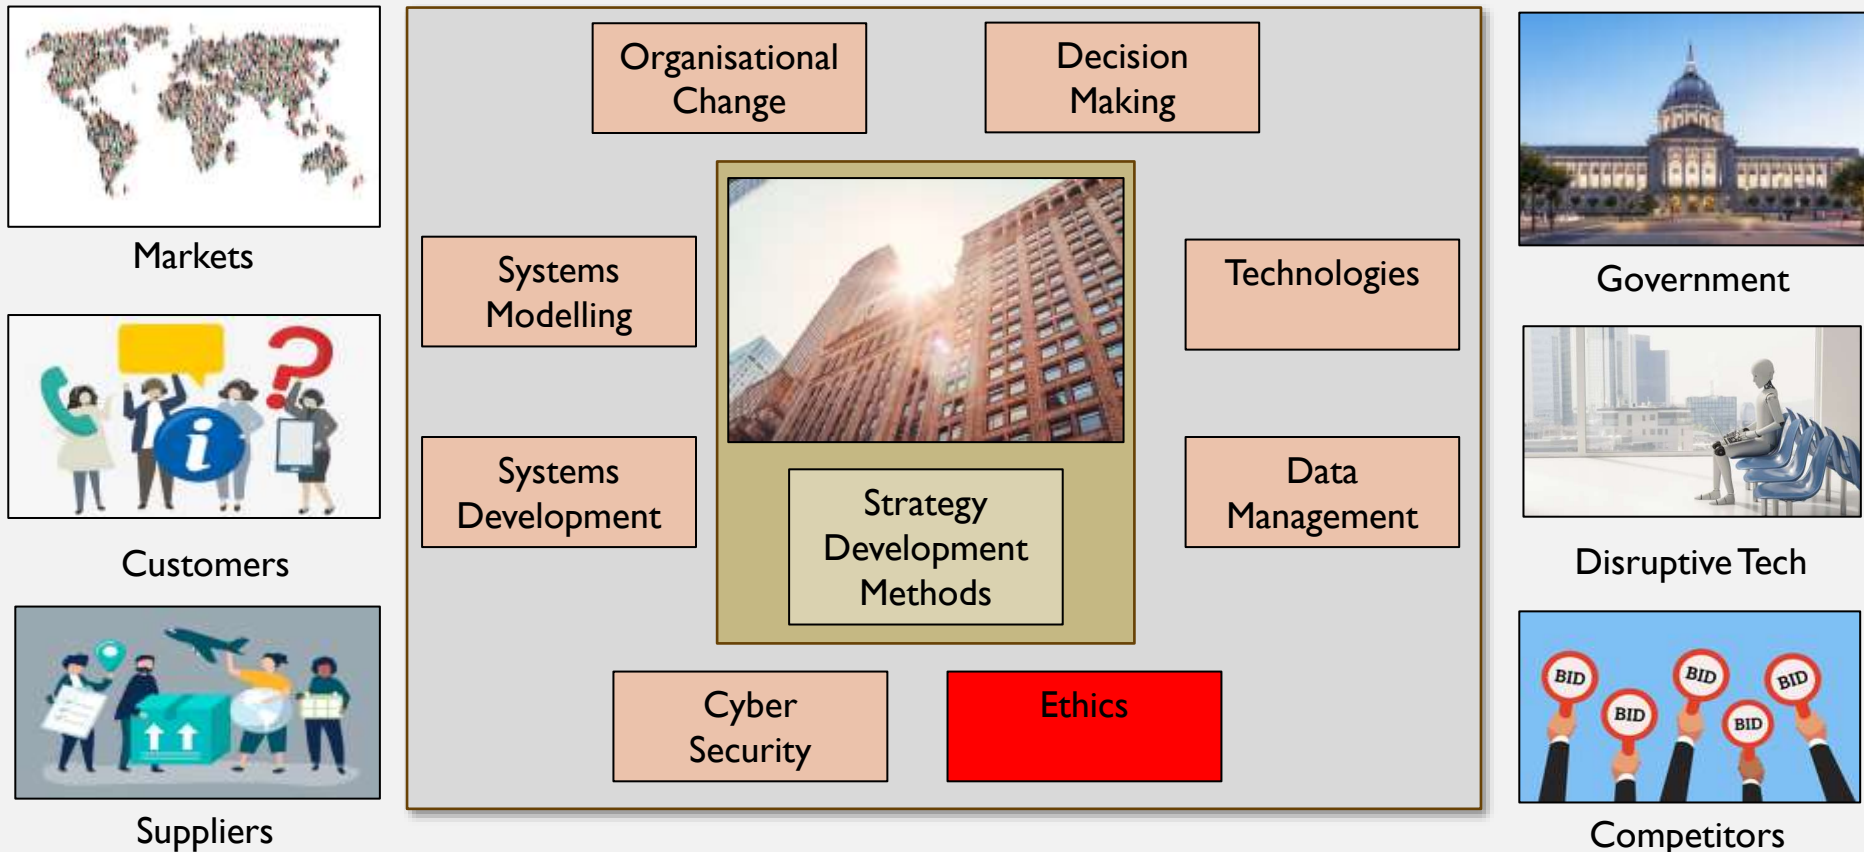 Markets
Customers
Suppliers
Organisational
Change
Decision
Making
Systems
Modelling
Technologies
Systems
Development
Strategy
Development
Methods
Data
Management
Cyber
Security
Ethics
Government
Disruptive Tech
BID
BID
BID
BID
BID
Competitors